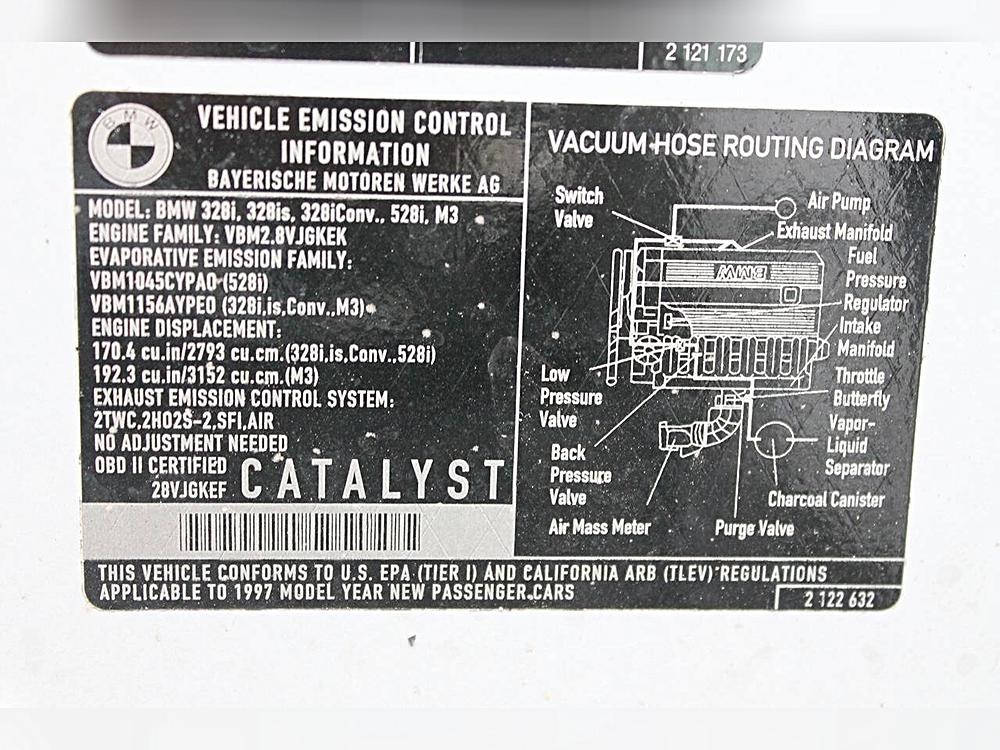 2 121 173
BMW
VEHICLE EMISSION CONTROL
INFORMATION
BAYERISCHE MOTOREN WERKE AG
MODEL: BMW 328i, 328is, 328iConv., 528i, M3
ENGINE FAMILY: VBM2.8VJGKEK
EVAPORATIVE EMISSION FAMILY:
VBM1045CYPA0 (528i)
VBM1156AYPE0 (328i,is,Conv.,M3)
ENGINE DISPLACEMENT:
170.4 cu.in/2793 cu.cm.(328i,is,Conv.,528i)
192.3 cu.in/3152 cu.cm.(M3)
EXHAUST EMISSION CONTROL SYSTEM:
2TWC,2HO2S-2,SFI,AIR
NO ADJUSTMENT NEEDED
OBD II CERTIFIED
28VJGKEF
CATALYST
VACUUM HOSE ROUTING DIAGRAM
Switch
Valve
Air Pump
Exhaust Manifold
Fuel
Pressure
Regulator
BMW
Intake
Manifold
Throttle
Butterfly
Low
Pressure
Valve
Vapor-
Liquid
Separator
Back
Pressure
Valve
Charcoal Canister
Air Mass Meter
Purge Valve
THIS VEHICLE CONFORMS TO U.S. EPA (TIER I) AND CALIFORNIA ARB (TLEV) REGULATIONS
APPLICABLE TO 1997 MODEL YEAR NEW PASSENGER CARS
2 122 632